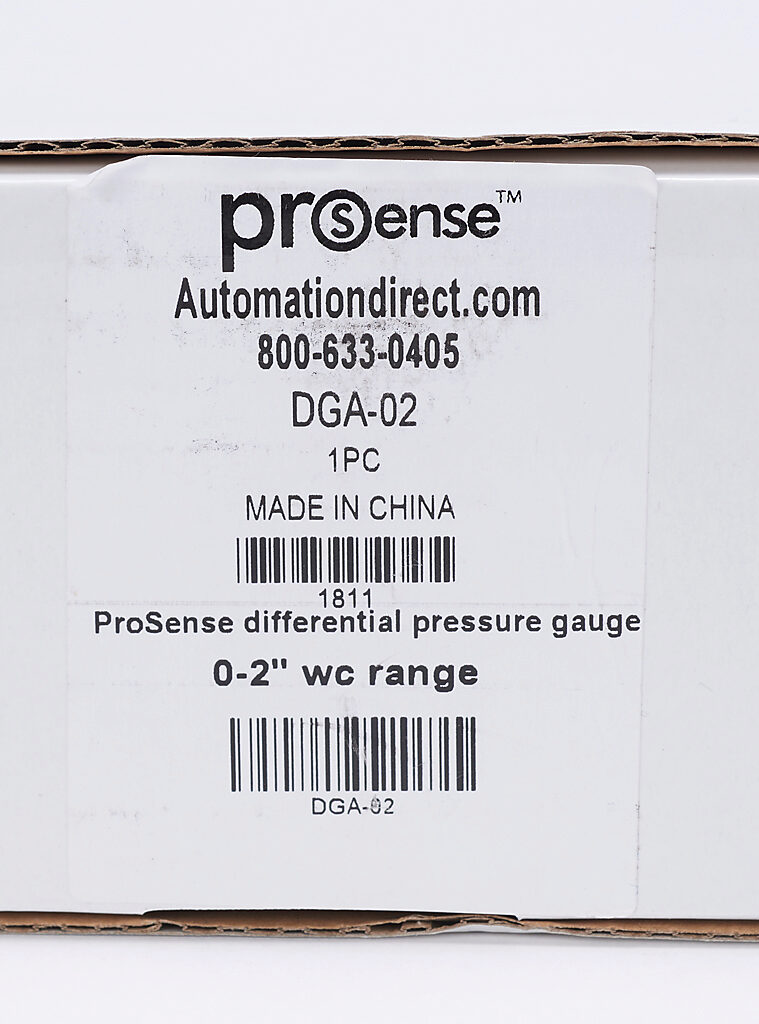 prosense™
Automationdirect.com
800-633-0405
DGA-02
1PC
MADE IN CHINA
1811
ProSense differential pressure gauge
0-2" wc range
DGA-02